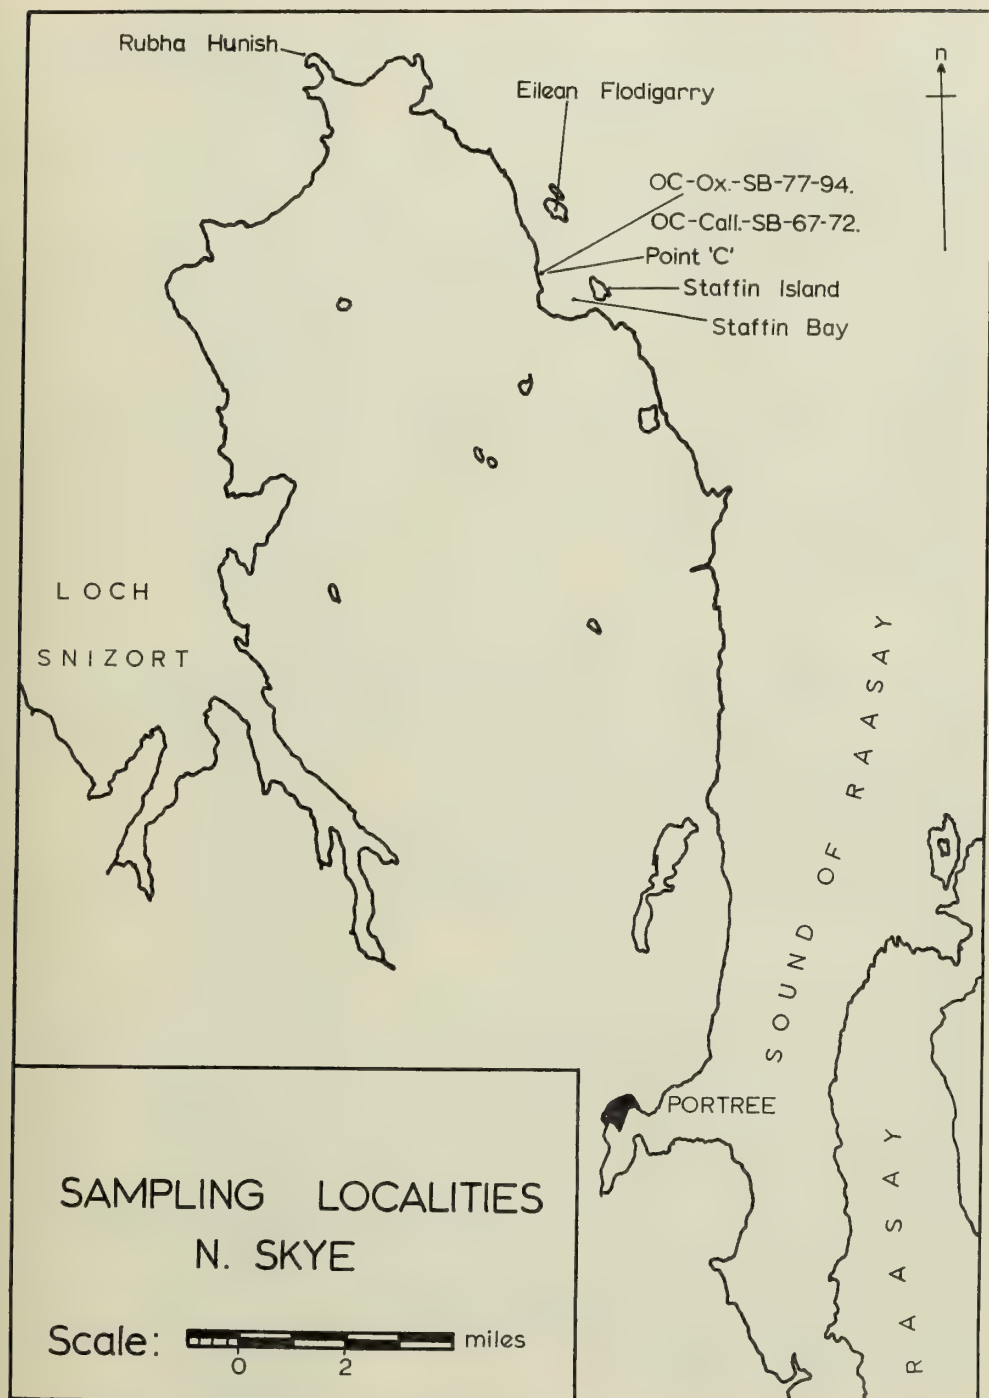 Rubha Hunish
n
Eilean Flodigarry
OC-Ox.-SB-77-94.
OC-Call.-SB-67-72.
Point 'C'
Staffin Island
Staffin Bay
LOCH
SNIZORT
SOUND OF RAASAY
PORTREE
RAASAY
SAMPLING LOCALITIES
N. SKYE
Scale: miles
0 2